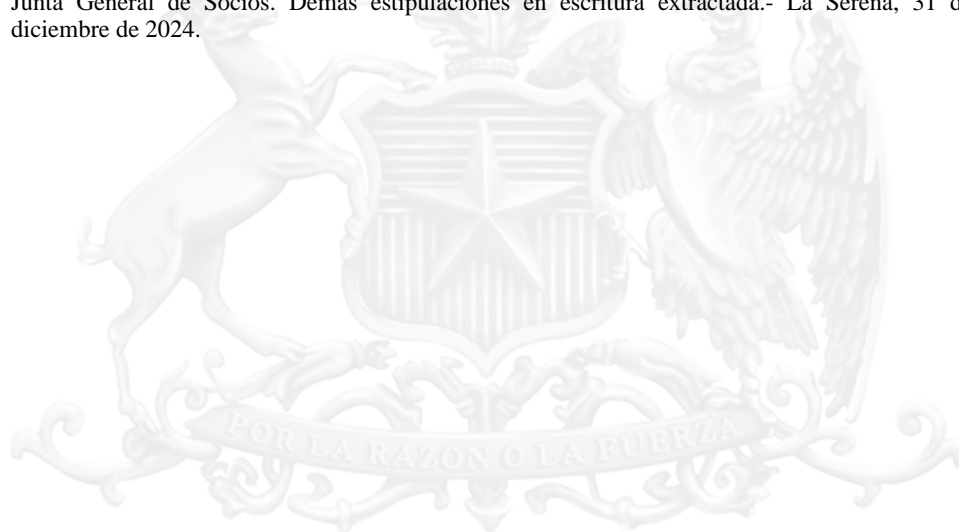 Junta General de Socios. Demás estipulaciones en escritura extractada.- La Serena, 31 d
diciembre de 2024.
POR LA RAZON O LA FUERZA